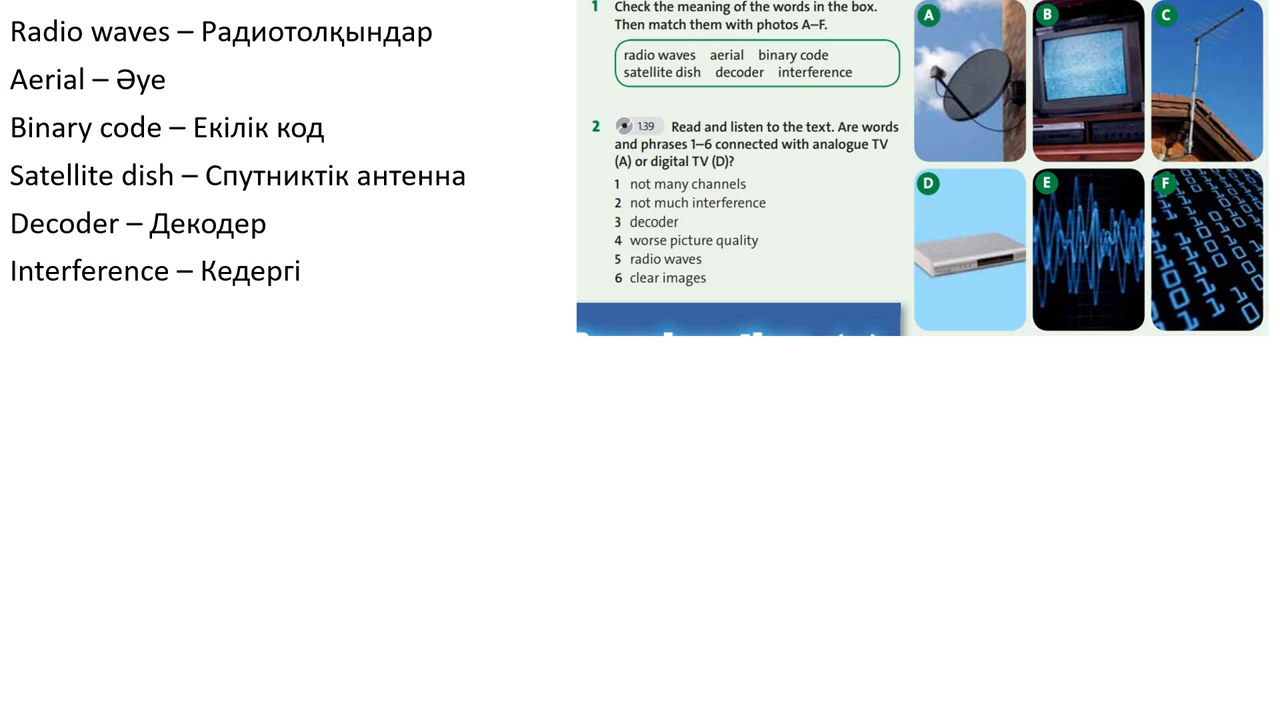 Radio waves – Радиотолқындар
Aerial – Әуе
Binary code – Екілік код
Satellite dish – Спутниктік антенна
Decoder – Декодер
Interference – Кедергі
1 Check the meaning of the words in the box.
Then match them with photos A–F.
radio waves aerial binary code
satellite dish decoder interference
2 1.39 Read and listen to the text. Are words
and phrases 1–6 connected with analogue TV
(A) or digital TV (D)?
1 not many channels
2 not much interference
3 decoder
4 worse picture quality
5 radio waves
6 clear images
A
B
C
D
E
F